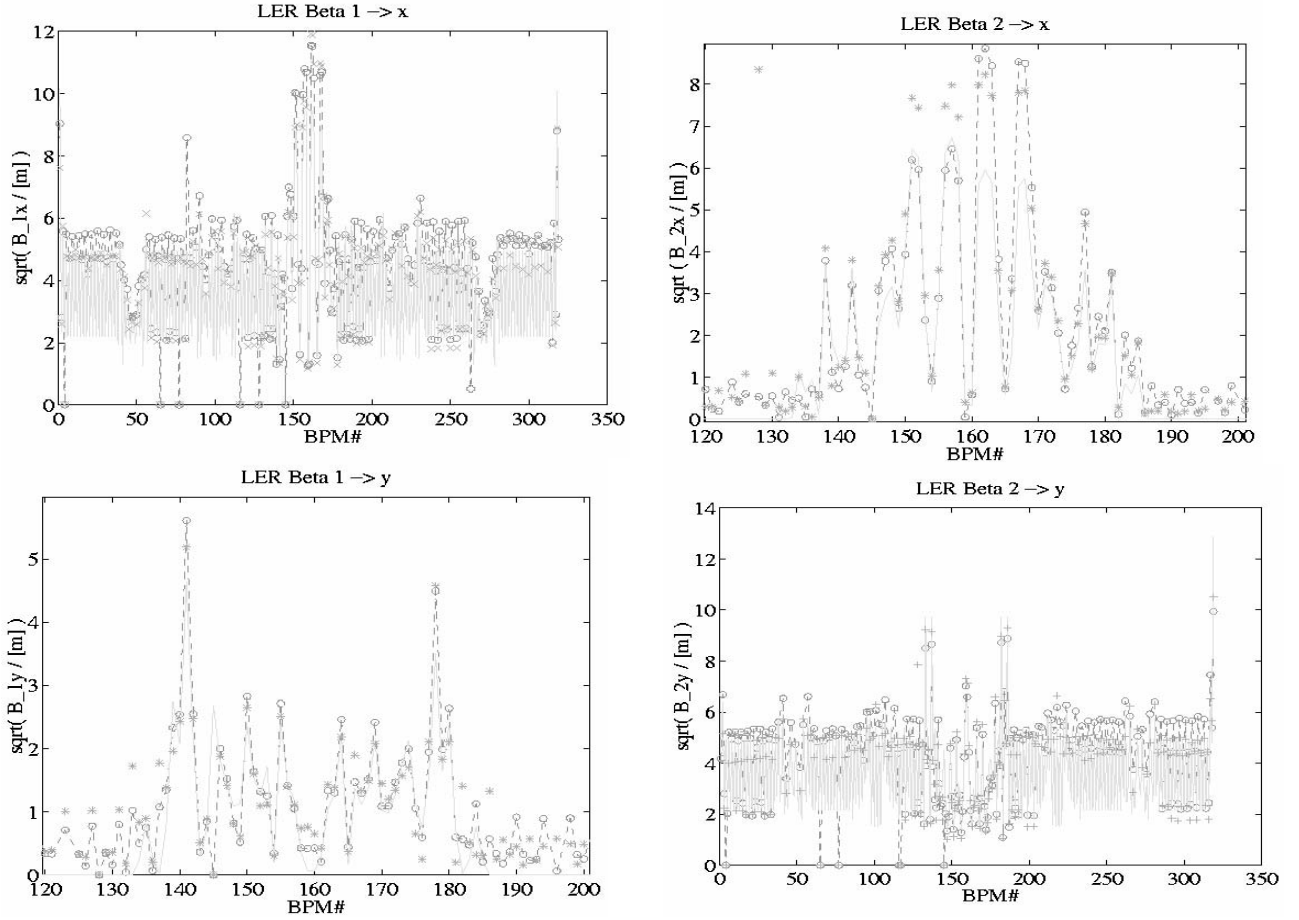 LER Beta 1 -> x
sqrt( B_1x / [m] )
12
10
8
6
4
2
0
0 50 100 150 200 250 300 350
BPM#
LER Beta 2 -> x
sqrt ( B_2x / [m] )
8
7
6
5
4
3
2
1
0
120 130 140 150 160 170 180 190 200
BPM#
LER Beta 1 -> y
sqrt( B_1y / [m] )
5
4
3
2
1
0
120 130 140 150 160 170 180 190 200
BPM#
LER Beta 2 -> y
sqrt( B_2y / [m] )
14
12
10
8
6
4
2
0
0 50 100 150 200 250 300 350
BPM#